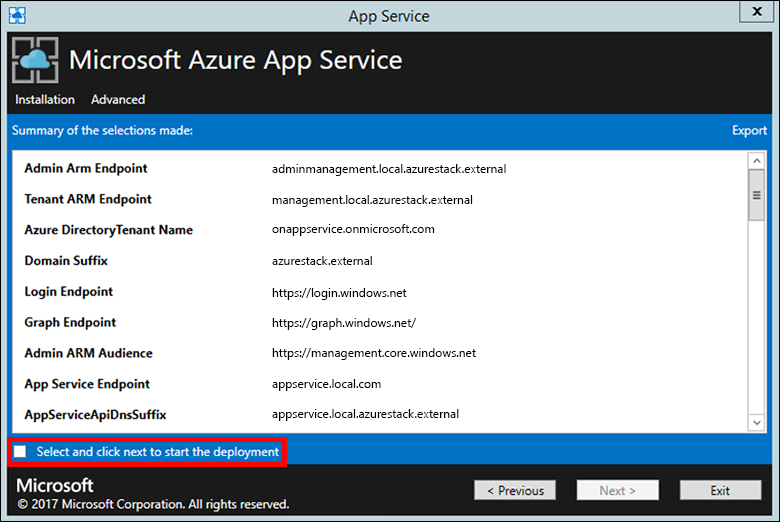 App Service
x
Microsoft Azure App Service
Installation Advanced
Summary of the selections made: Export
Admin Arm Endpoint adminmanagement.local.azurestack.external
Tenant ARM Endpoint management.local.azurestack.external
Azure DirectoryTenant Name onappservice.onmicrosoft.com
Domain Suffix azurestack.external
Login Endpoint https://login.windows.net
Graph Endpoint https://graph.windows.net/
Admin ARM Audience https://management.core.windows.net
App Service Endpoint appservice.local.com
AppServiceApiDnsSuffix appservice.local.azurestack.external
Select and click next to start the deployment
Microsoft
© 2017 Microsoft Corporation. All rights reserved.
< Previous Next > Exit